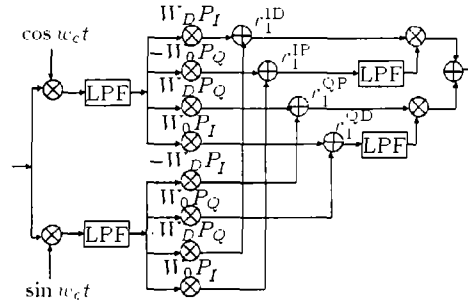 W_D P_I r_1^{ID}
cos w_c t
-W_0 P_Q r_1^{IP}
LPF
LPF
W_D P_Q r_1^{QP}
W_0 P_I r_1^{QD}
LPF
-W_D P_I
W_0 P_Q
LPF
W_D P_Q
W_0 P_I
sin w_c t